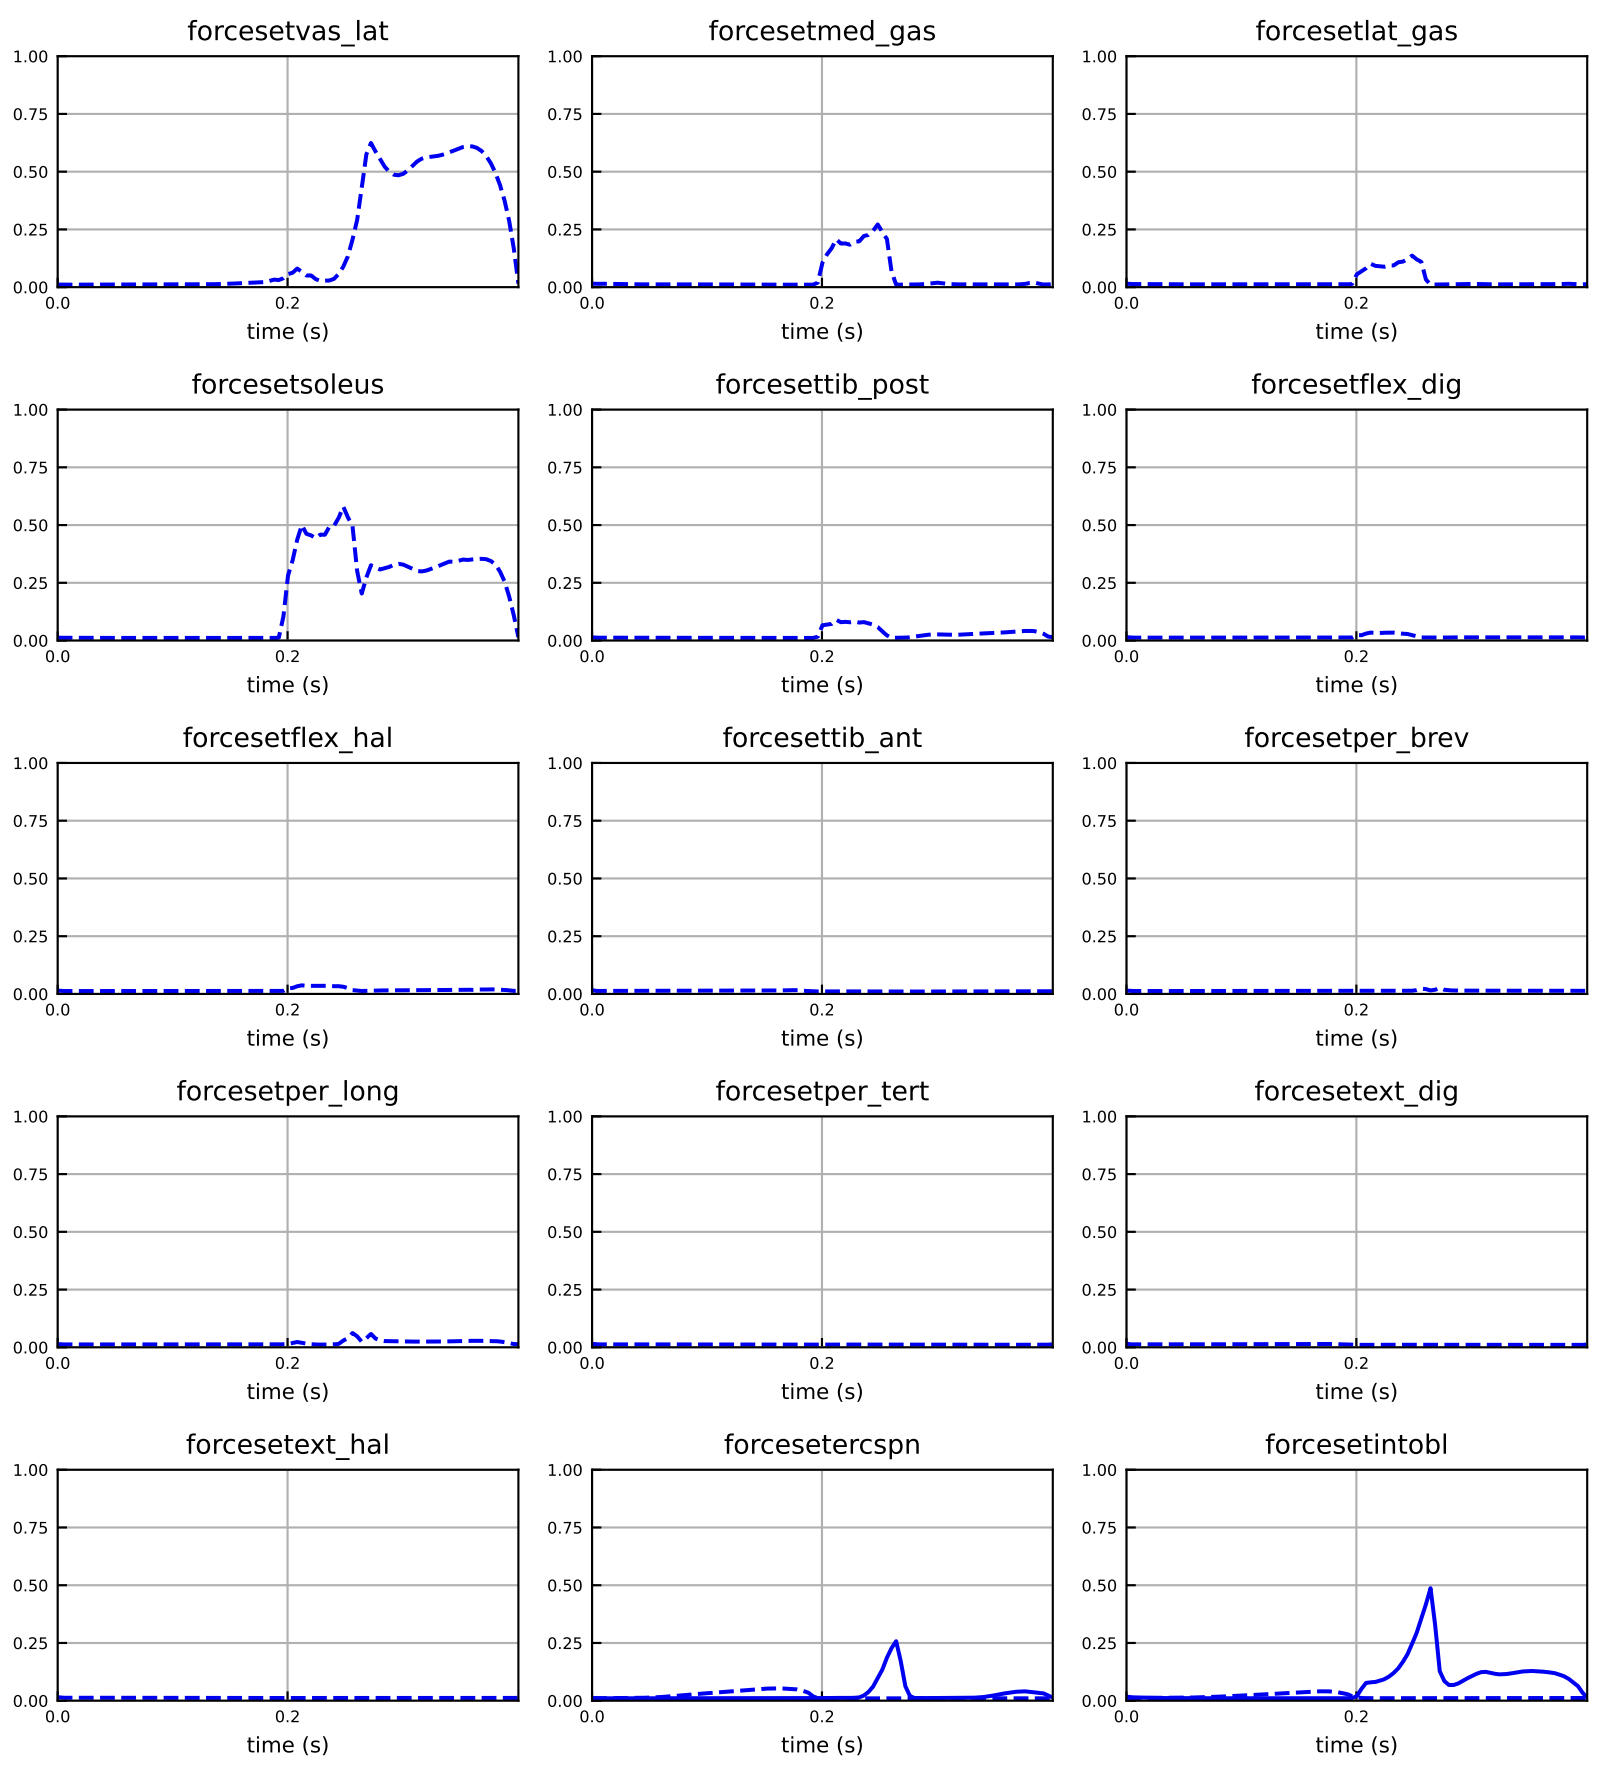 forcesetvas_lat forcesetmed_gas forcesetlat_gas
1.00 1.00 1.00
0.75 0.75 0.75
0.50 0.50 0.50
0.25 0.25 0.25
0.00 0.00 0.00
0.0 0.2 0.0 0.2 0.0 0.2
time (s) time (s) time (s)
forcesetsoleus forcesettib_post forcesetflex_dig
1.00 1.00 1.00
0.75 0.75 0.75
0.50 0.50 0.50
0.25 0.25 0.25
0.00 0.00 0.00
0.0 0.2 0.0 0.2 0.0 0.2
time (s) time (s) time (s)
forcesetflex_hal forcesettib_ant forcesetper_brev
1.00 1.00 1.00
0.75 0.75 0.75
0.50 0.50 0.50
0.25 0.25 0.25
0.00 0.00 0.00
0.0 0.2 0.0 0.2 0.0 0.2
time (s) time (s) time (s)
forcesetper_long forcesetper_tert forcesetext_dig
1.00 1.00 1.00
0.75 0.75 0.75
0.50 0.50 0.50
0.25 0.25 0.25
0.00 0.00 0.00
0.0 0.2 0.0 0.2 0.0 0.2
time (s) time (s) time (s)
forcesetext_hal forcesetercspn forcesetintobl
1.00 1.00 1.00
0.75 0.75 0.75
0.50 0.50 0.50
0.25 0.25 0.25
0.00 0.00 0.00
0.0 0.2 0.0 0.2 0.0 0.2
time (s) time (s) time (s)